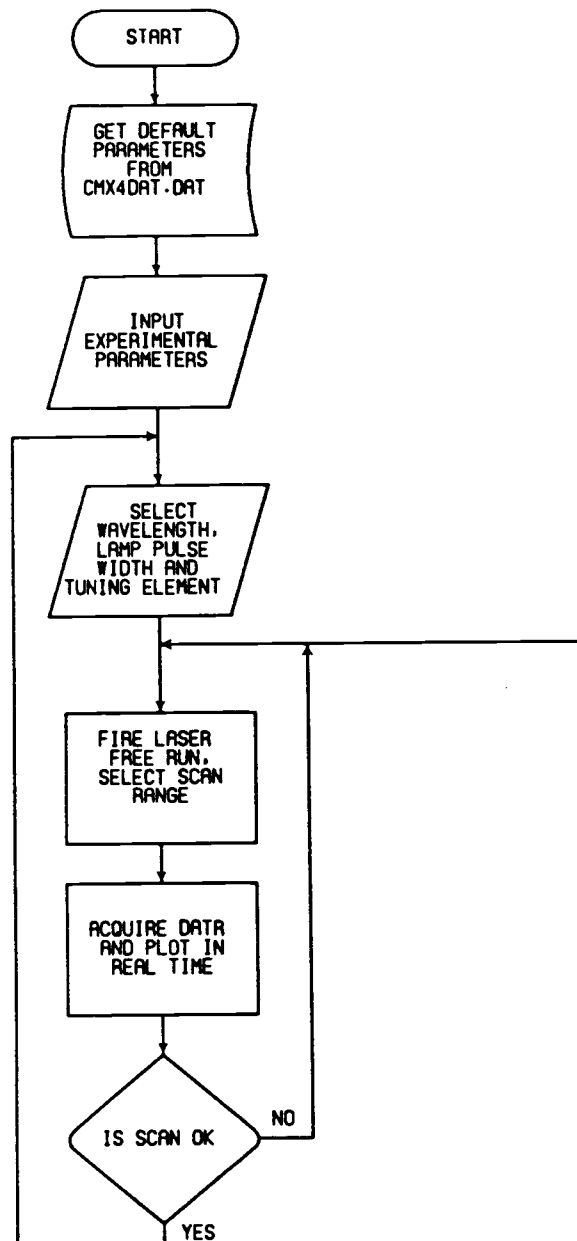 START
GET DEFAULT
PARAMETERS
FROM
CMX4DAT.DAT
INPUT
EXPERIMENTAL
PARAMETERS
SELECT
WAVELENGTH,
LAMP PULSE
WIDTH AND
TUNING ELEMENT
FIRE LASER
FREE RUN,
SELECT SCAN
RANGE
ACQUIRE DATA
AND PLOT IN
REAL TIME
IS SCAN OK
NO
YES